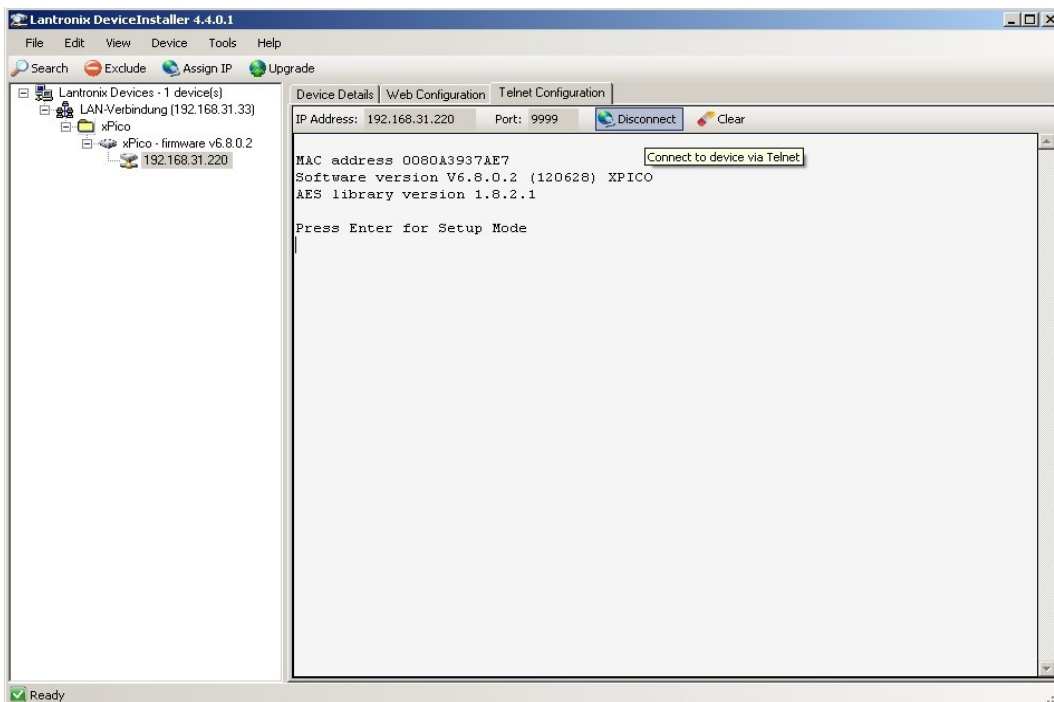 Lantronix DeviceInstaller 4.4.0.1
File Edit View Device Tools Help
Search Exclude Assign IP Upgrade
Lantronix Devices - 1 device(s)
LAN-Verbindung (192.168.31.33)
xPico
xPico - firmware v6.8.0.2
192.168.31.220
Device Details Web Configuration Telnet Configuration
IP Address: 192.168.31.220 Port: 9999 Disconnect Clear
Connect to device via Telnet
MAC address 0080A3937AE7
Software version V6.8.0.2 (120628) XPICO
AES library version 1.8.2.1
Press Enter for Setup Mode
Ready